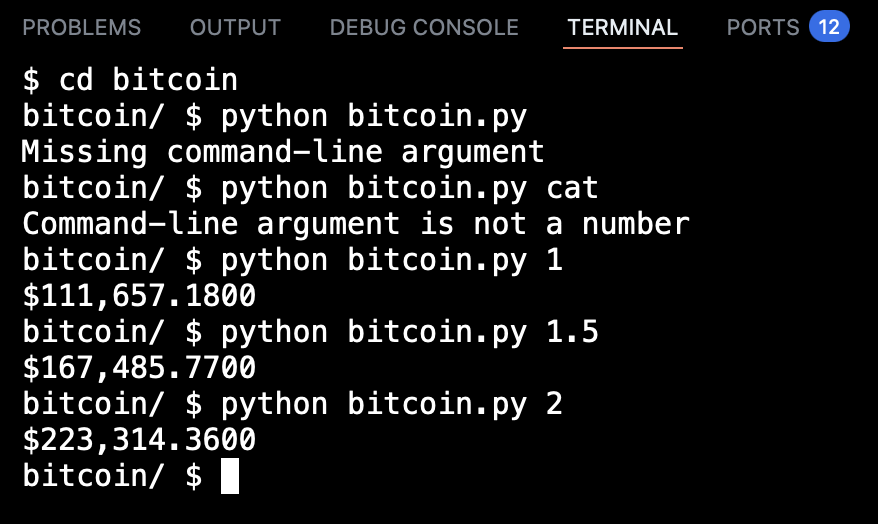 PROBLEMS OUTPUT DEBUG CONSOLE TERMINAL PORTS 12
$ cd bitcoin
bitcoin/ $ python bitcoin.py
Missing command-line argument
bitcoin/ $ python bitcoin.py cat
Command-line argument is not a number
bitcoin/ $ python bitcoin.py 1
$111,657.1800
bitcoin/ $ python bitcoin.py 1.5
$167,485.7700
bitcoin/ $ python bitcoin.py 2
$223,314.3600
bitcoin/ $